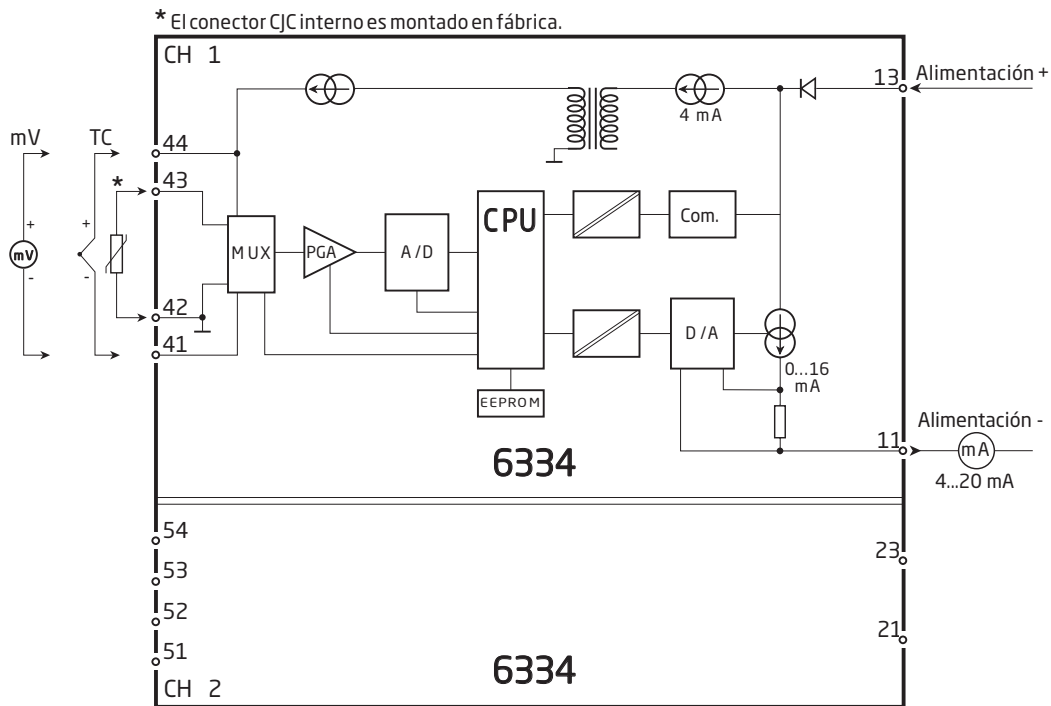 * El conector CJC interno es montado en fábrica.
CH 1
13
Alimentación +
4 mA
mV
TC
44
*
43
CPU
Com.
+
+
mV
MUX
PGA
A/D
-
-
42
D/A
41
0...16
mA
EEPROM
Alimentación -
11
mA
6334
4...20 mA
54
23
53
52
21
51
6334
CH 2